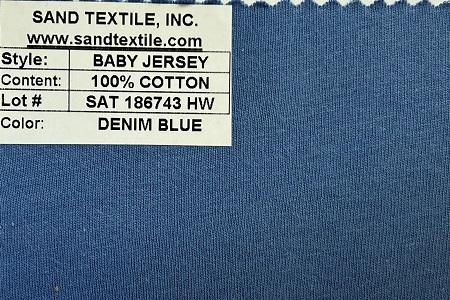 SAND TEXTILE, INC.
www.sandtextile.com
Style: BABY JERSEY
Content: 100% COTTON
Lot # SAT 186743 HW
Color: DENIM BLUE